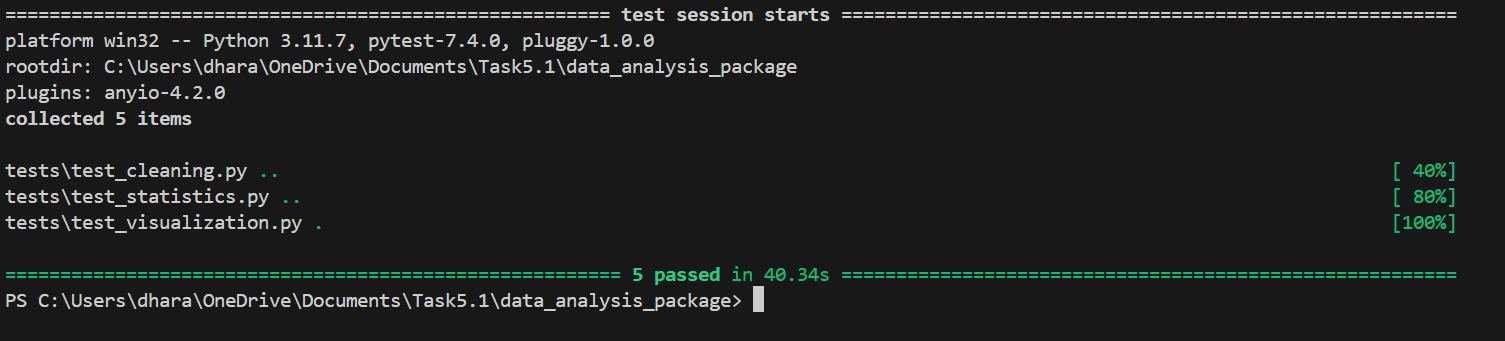 ======================================================= test session starts ========================================================
platform win32 -- Python 3.11.7, pytest-7.4.0, pluggy-1.0.0
rootdir: C:\Users\dhara\OneDrive\Documents\Task5.1\data_analysis_package
plugins: anyio-4.2.0
collected 5 items
tests\test_cleaning.py .. [ 40%]
tests\test_statistics.py .. [ 80%]
tests\test_visualization.py . [100%]
======================================================== 5 passed in 40.34s ========================================================
PS C:\Users\dhara\OneDrive\Documents\Task5.1\data_analysis_package>